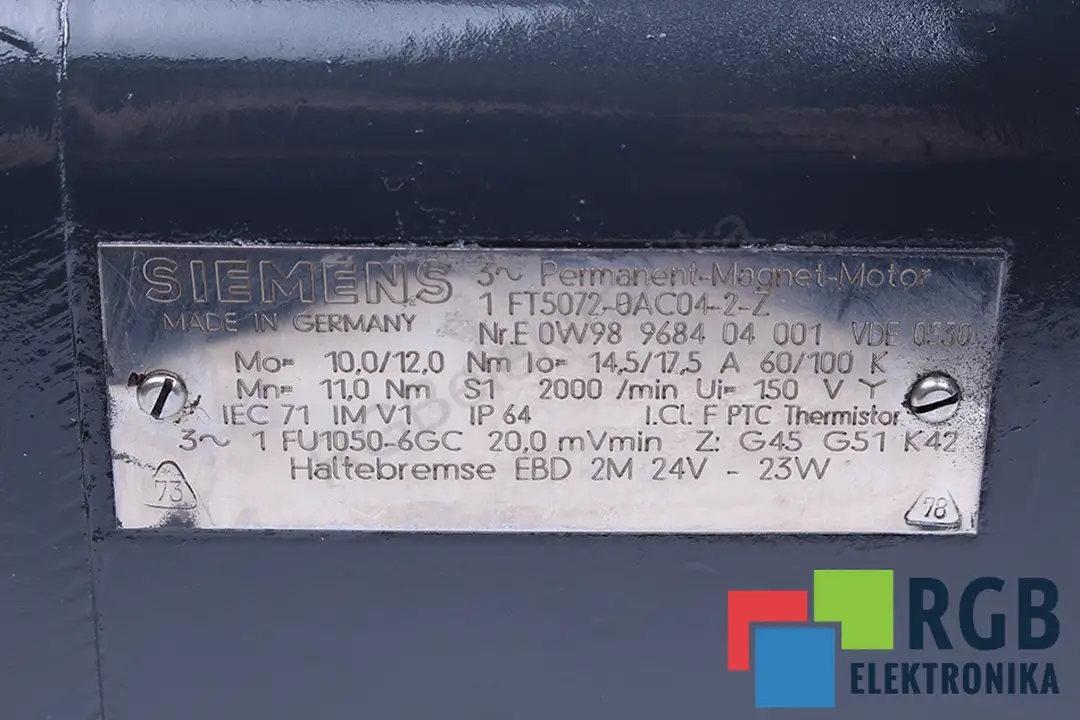 SIEMENS 3~ Permanent-Magnet-Motor
1 FT5072-0AC04-2-Z
MADE IN GERMANY
Nr.E 0W98 9684 04 001 VDE 0530
Mo= 10,0/12,0 Nm Io= 14,5/17,5 A 60/100 K
Mn= 11,0 Nm S1 2000 /min Ui= 150 V Y
IEC 71 IM V1 IP 64 I.Cl. F PTC Thermistor
3~ 1 FU1050-6GC 20,0 mVmin Z: G45 G51 K42
Haltebremse EBD 2M 24V - 23W
73
78
RGB
ELEKTRONIKA